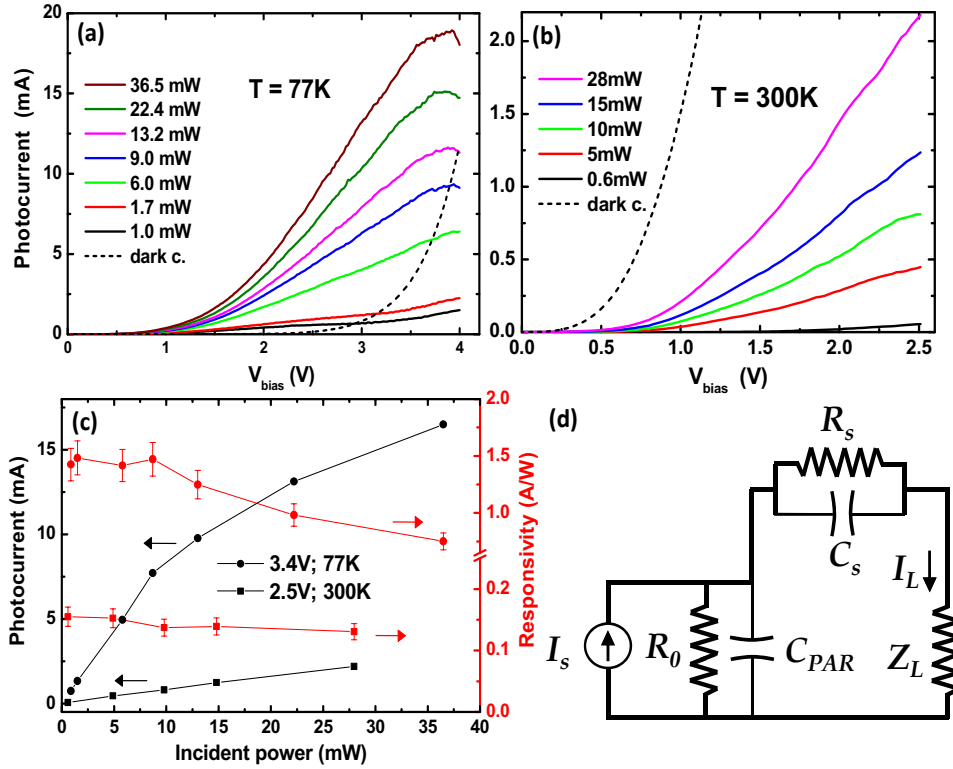 (a)
T = 77K
36.5 mW
22.4 mW
13.2 mW
9.0 mW
6.0 mW
1.7 mW
1.0 mW
dark c.
Photocurrent (mA)
20
15
10
5
0
0 1 2 3 4
V_bias (V)
(b)
T = 300K
28mW
15mW
10mW
5mW
0.6mW
dark c.
2.0
1.5
1.0
0.5
0.0
0.0 0.5 1.0 1.5 2.0 2.5
V_bias (V)
(c)
3.4V; 77K
2.5V; 300K
Photocurrent (mA)
15
10
5
0
0 5 10 15 20 25 30 35 40
Incident power (mW)
Responsivity (A/W)
2.0
1.5
1.0
0.2
0.1
0.0
(d)
R_s
C_s
I_L
I_s
R_0
C_PAR
Z_L